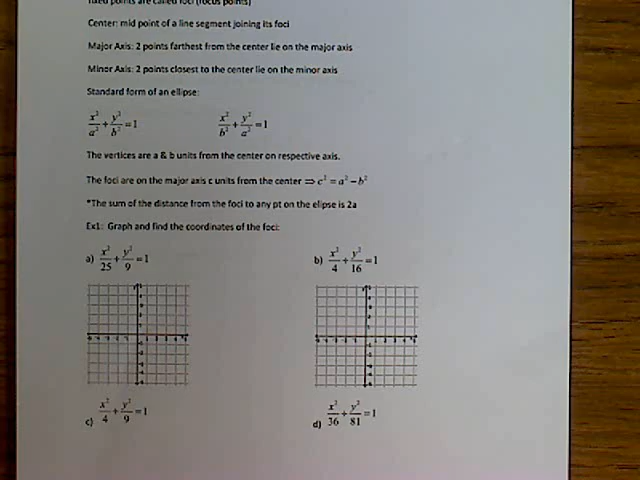 fixed points are called foci (focus points)
Center: mid point of a line segment joining its foci
Major Axis: 2 points farthest from the center lie on the major axis
Minor Axis: 2 points closest to the center lie on the minor axis
Standard form of an ellipse:
x²/a² + y²/b² = 1 x²/b² + y²/a² = 1
The vertices are a & b units from the center on respective axis.
The foci are on the major axis c units from the center ⇒ c² = a² − b²
*The sum of the distance from the foci to any pt on the elipse is 2a
Ex1: Graph and find the coordinates of the foci:
a) x²/25 + y²/9 = 1 b) x²/4 + y²/16 = 1
c) x²/4 + y²/9 = 1 d) x²/36 + y²/81 = 1